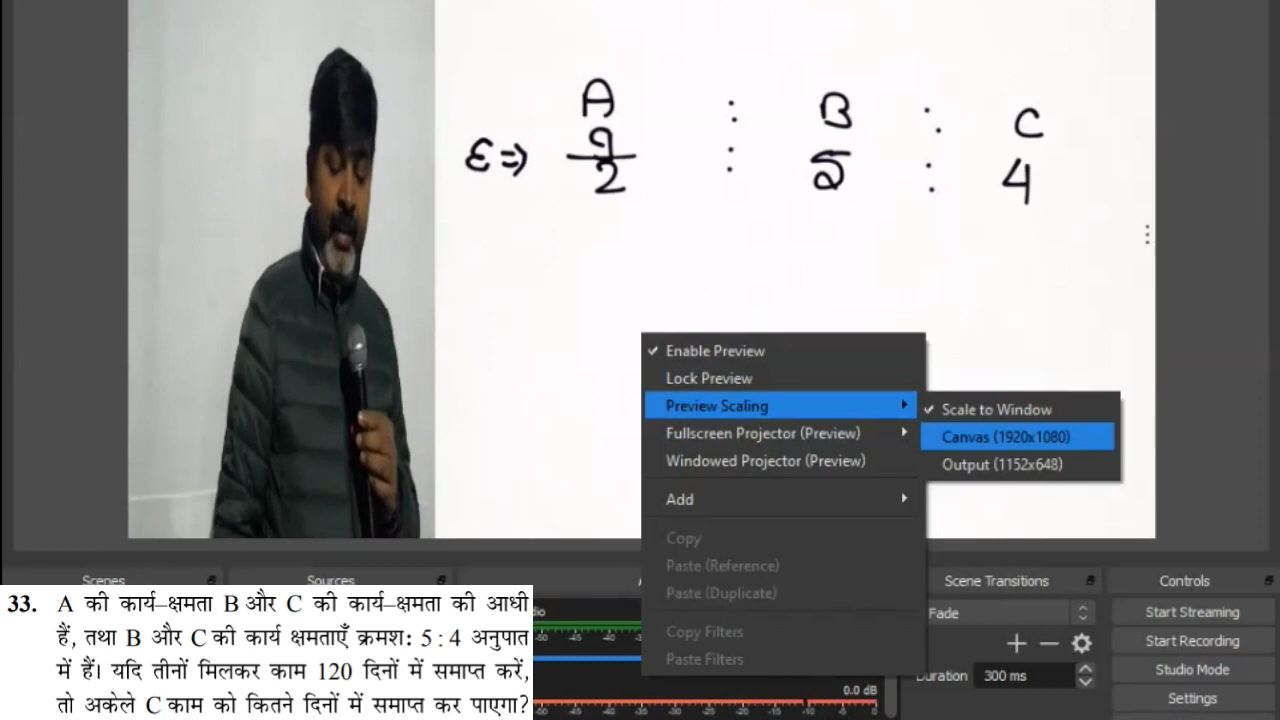 A : B : C
ε⇒ 9/2 : 5 : 4
Enable Preview
Lock Preview
Preview Scaling
Scale to Window
Fullscreen Projector (Preview)
Canvas (1920x1080)
Windowed Projector (Preview)
Output (1152x648)
Add
Copy
Paste (Reference)
Paste (Duplicate)
Copy Filters
Paste Filters
Scenes
Sources
Scene Transitions
Controls
Fade
Start Streaming
Start Recording
Studio Mode
Duration 300 ms
Settings
0.0 dB
33. A की कार्य–क्षमता B और C की कार्य–क्षमता की आधी
हैं, तथा B और C की कार्य क्षमताएँ क्रमश: 5 : 4 अनुपात
में हैं। यदि तीनों मिलकर काम 120 दिनों में समाप्त करें,
तो अकेले C काम को कितने दिनों में समाप्त कर पाएगा?